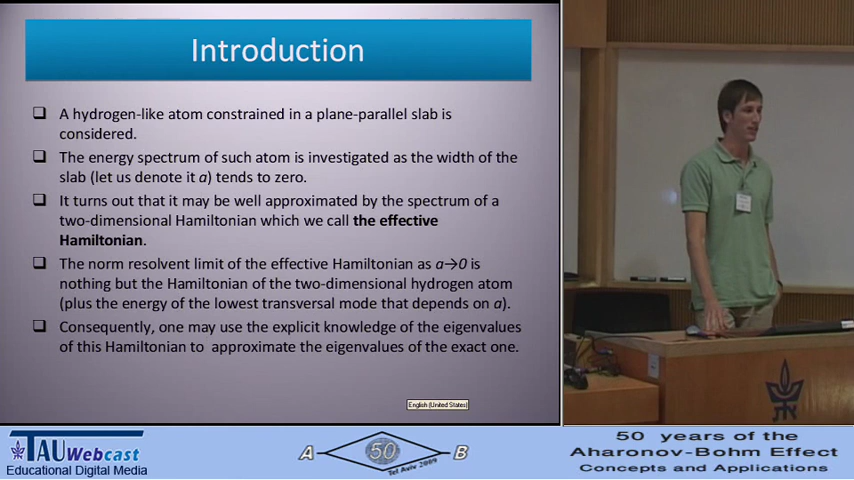 Introduction
A hydrogen-like atom constrained in a plane-parallel slab is
considered.
The energy spectrum of such atom is investigated as the width of the
slab (let us denote it a) tends to zero.
It turns out that it may be well approximated by the spectrum of a
two-dimensional Hamiltonian which we call the effective
Hamiltonian.
The norm resolvent limit of the effective Hamiltonian as a→0 is
nothing but the Hamiltonian of the two-dimensional hydrogen atom
(plus the energy of the lowest transversal mode that depends on a).
Consequently, one may use the explicit knowledge of the eigenvalues
of this Hamiltonian to approximate the eigenvalues of the exact one.
English (United States)
TAU Webcast
Educational Digital Media
A 50 B
Tel Aviv 2009
50 years of the
Aharonov-Bohm Effect
Concepts and Applications